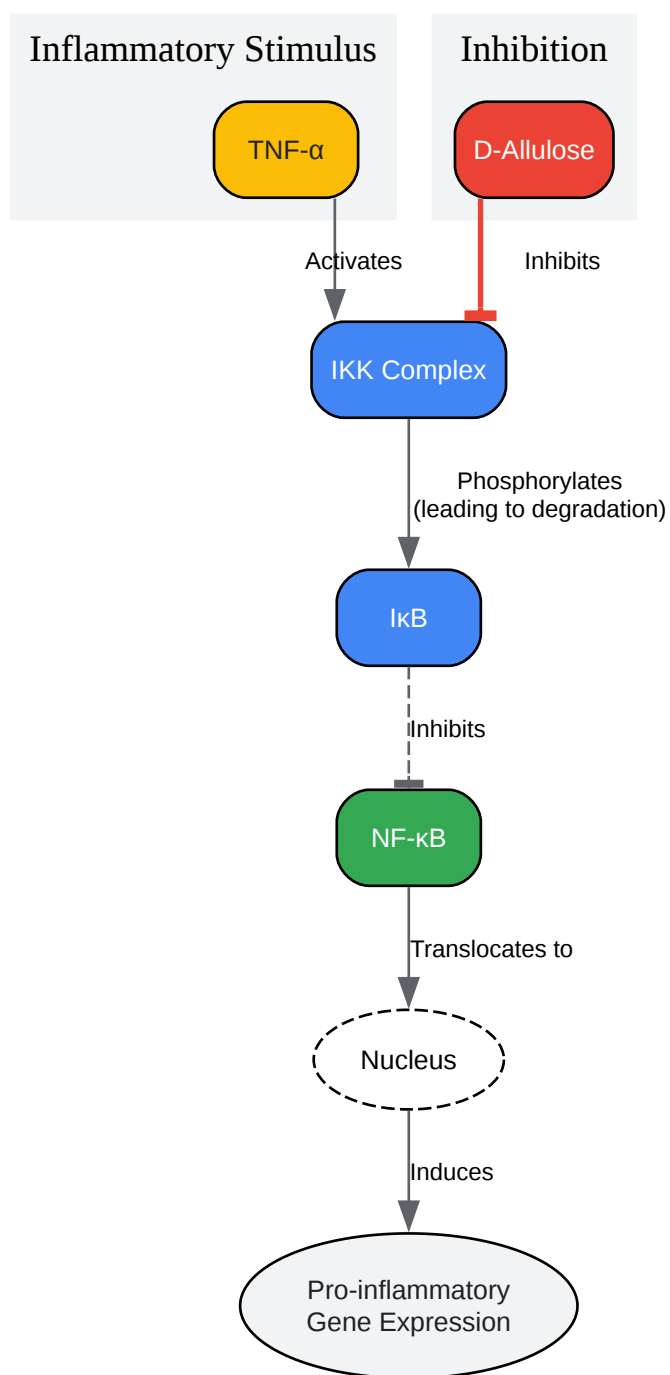 Inflammatory Stimulus
Inhibition
TNF-α
D-Allulose
Activates
Inhibits
IKK Complex
Phosphorylates
(leading to degradation)
IκB
Inhibits
NF-κB
Translocates to
Nucleus
Induces
Pro-inflammatory
Gene Expression